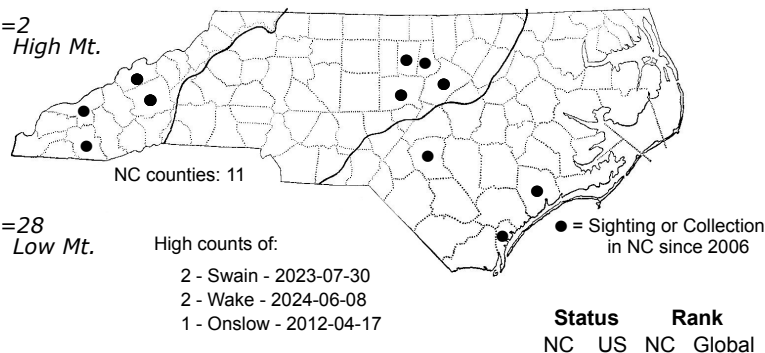 =2
High Mt.
NC counties: 11
=28
Low Mt.
High counts of:
2 - Swain - 2023-07-30
2 - Wake - 2024-06-08
1 - Onslow - 2012-04-17
● = Sighting or Collection
in NC since 2006
Status Rank
NC US NC Global